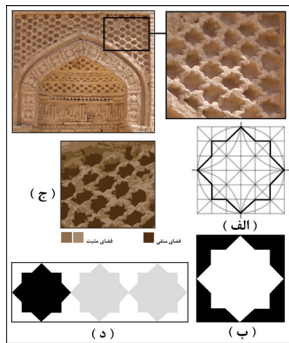 ( الف )
( ج )
فضای مثبت
فضای منفی
( ب )
( د )